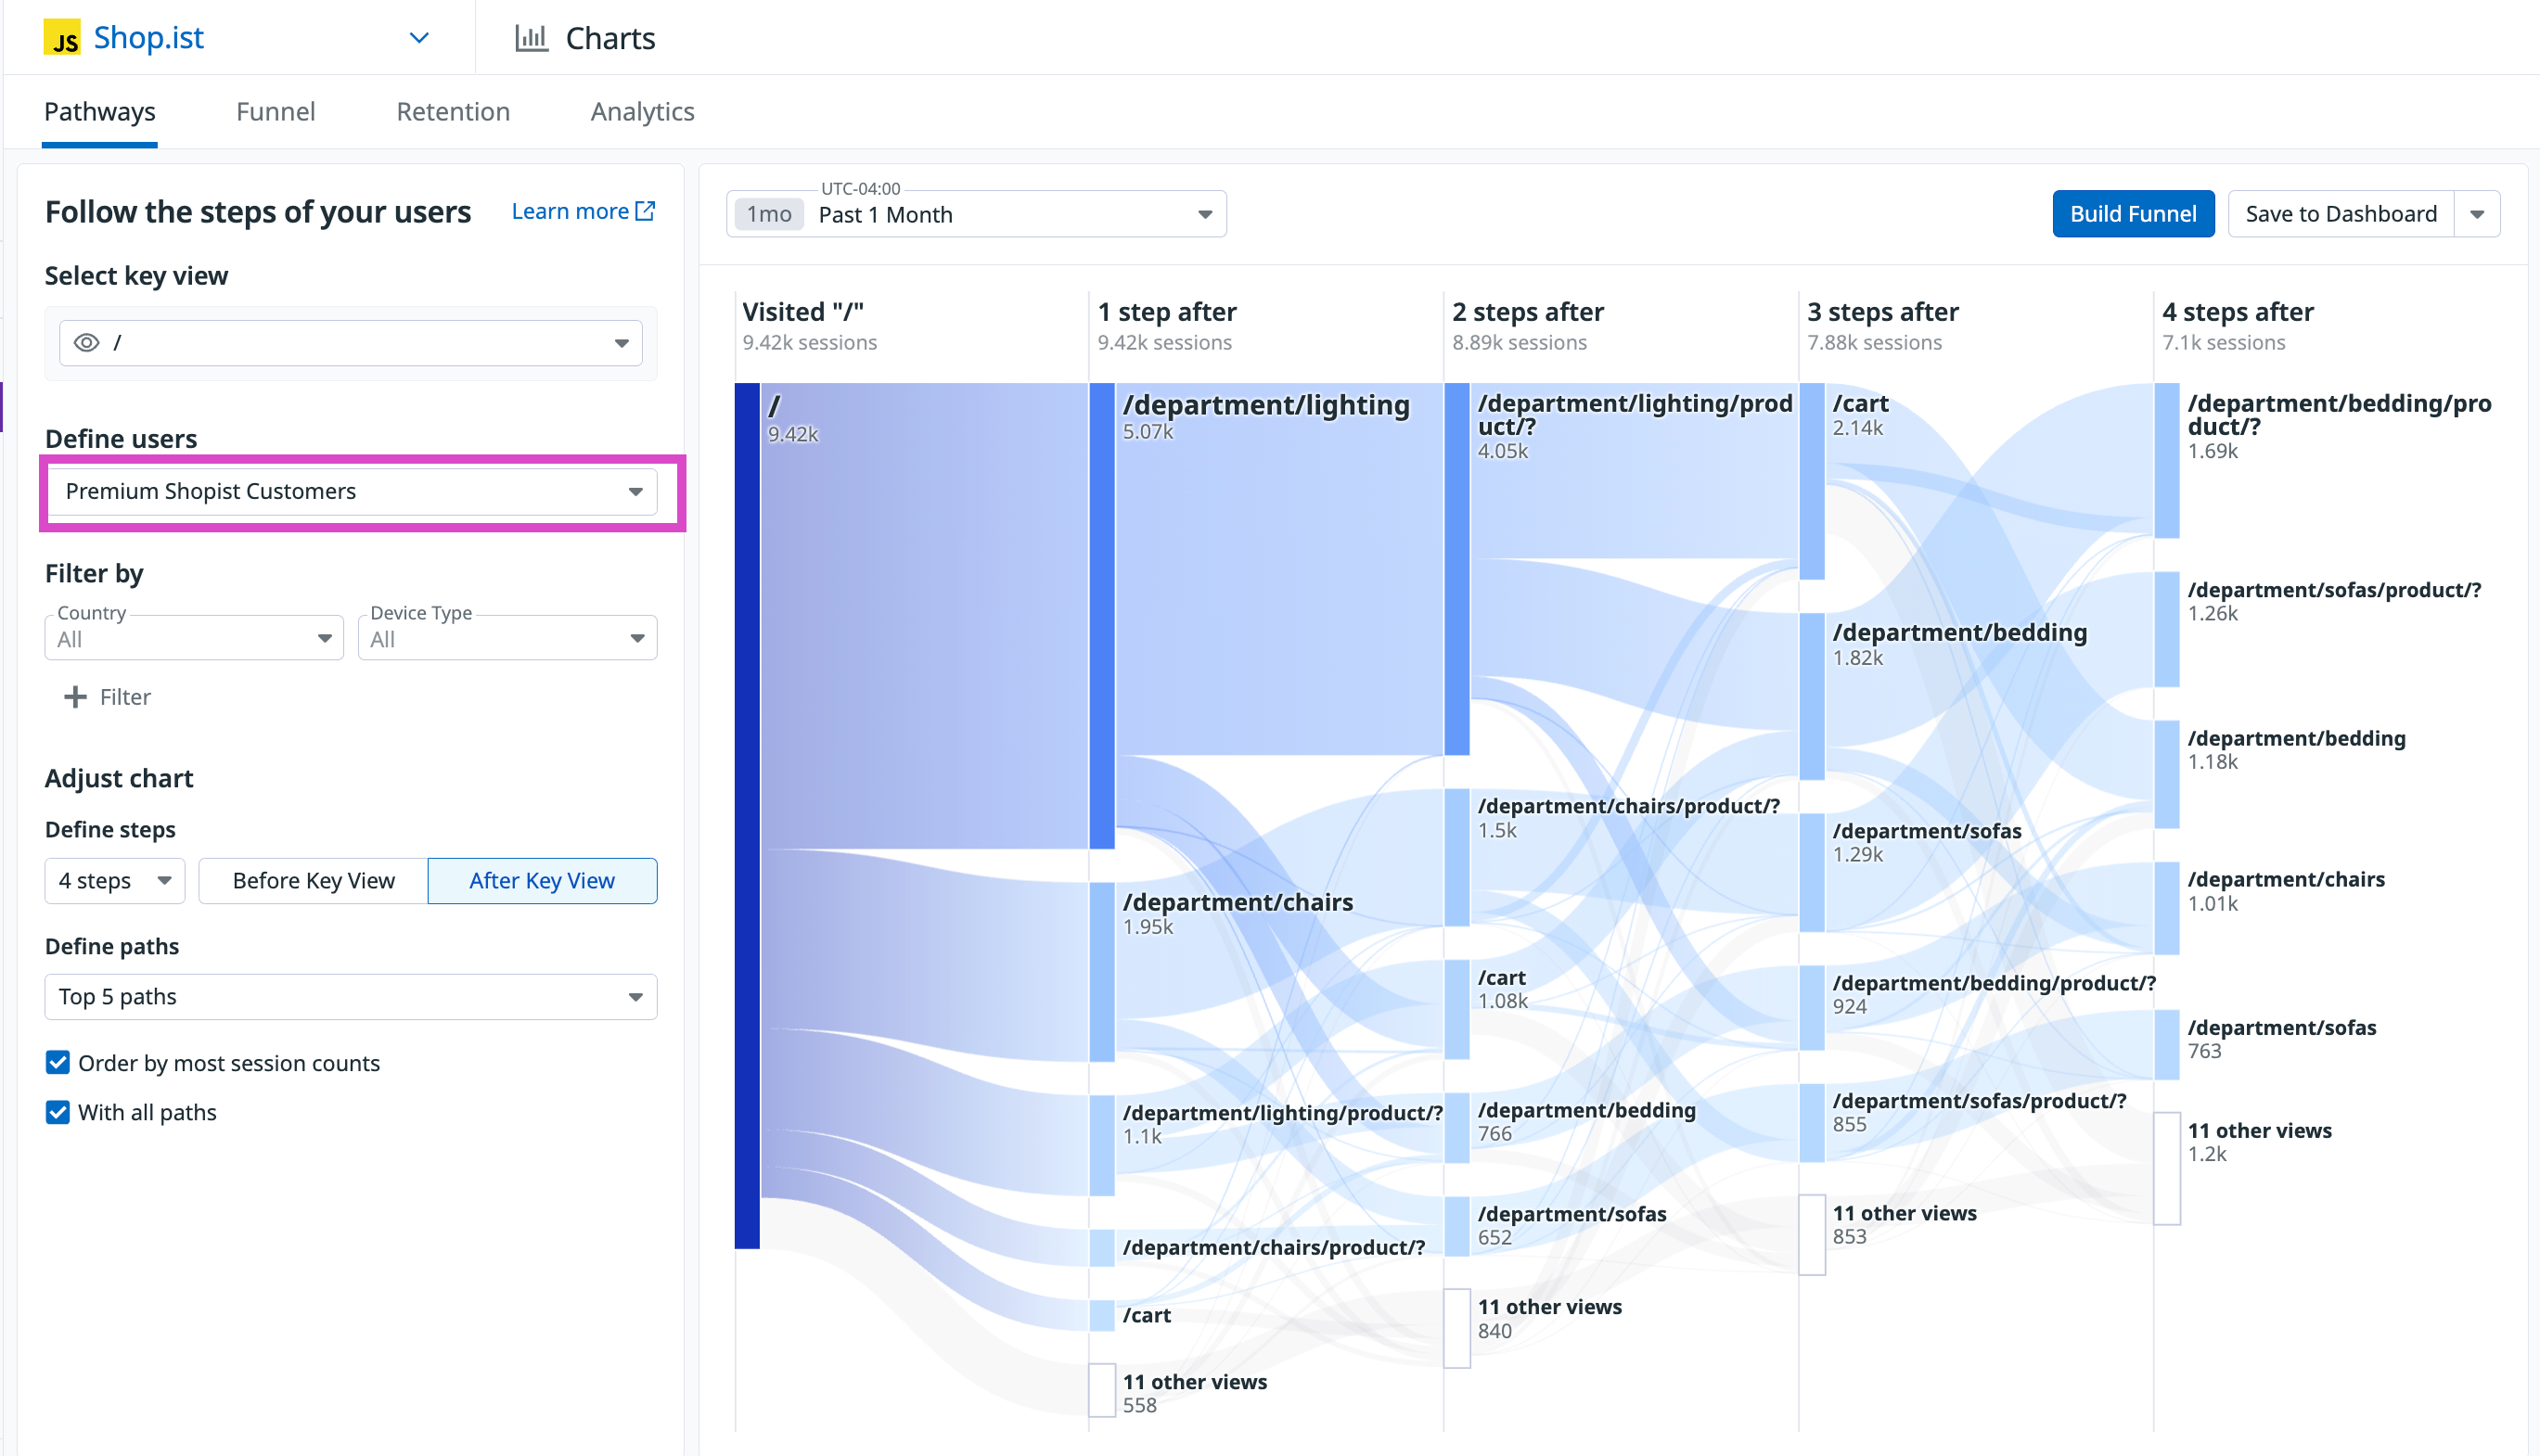 JS Shop.ist
Charts
Pathways
Funnel
Retention
Analytics
Follow the steps of your users
Learn more
Select key view
/
Define users
Premium Shopist Customers
Filter by
Country
All
Device Type
All
Filter
Adjust chart
Define steps
4 steps
Before Key View
After Key View
Define paths
Top 5 paths
Order by most session counts
With all paths
UTC-04:00
1mo Past 1 Month
Build Funnel
Save to Dashboard
Visited "/"
9.42k sessions
/
9.42k
1 step after
9.42k sessions
/department/lighting
5.07k
/department/chairs
1.95k
/department/lighting/product/?
1.1k
/department/chairs/product/?
/cart
11 other views
558
2 steps after
8.89k sessions
/department/lighting/prod
uct/?
4.05k
/department/chairs/product/?
1.5k
/cart
1.08k
/department/bedding
766
/department/sofas
652
11 other views
840
3 steps after
7.88k sessions
/cart
2.14k
/department/bedding
1.82k
/department/sofas
1.29k
/department/bedding/product/?
924
/department/sofas/product/?
855
11 other views
853
4 steps after
7.1k sessions
/department/bedding/pro
duct/?
1.69k
/department/sofas/product/?
1.26k
/department/bedding
1.18k
/department/chairs
1.01k
/department/sofas
763
11 other views
1.2k